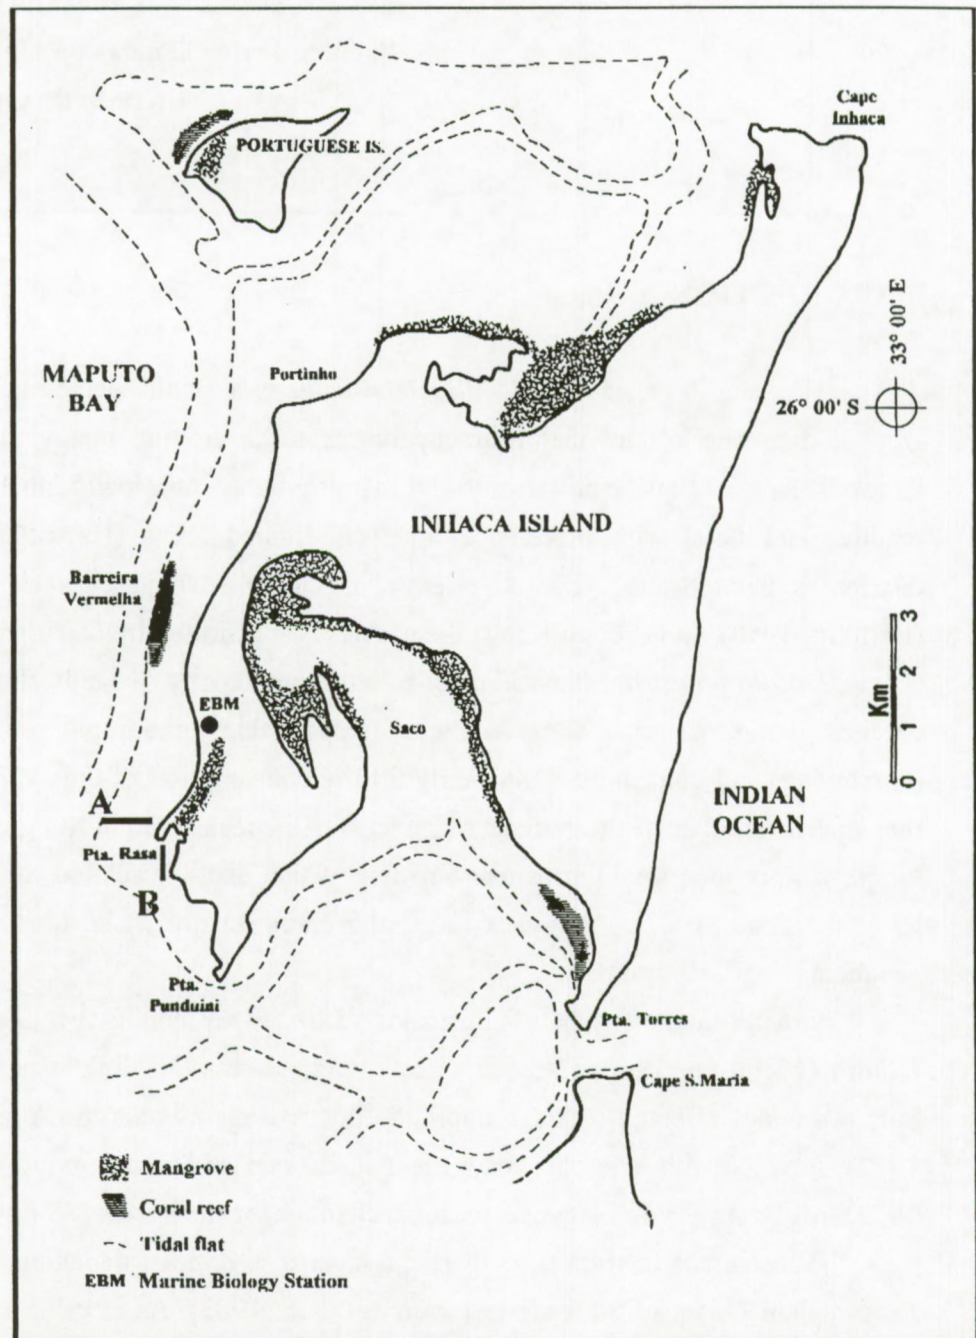 Cape
Inhaca
PORTUGUESE IS.
33° 00' E
MAPUTO
BAY
Portinho
26° 00' S
INHACA ISLAND
Barreira
Vermelha
3
2
Km
1
0
EBM
Saco
INDIAN
OCEAN
A
Pta. Rasa
B
Pta.
Punduiai
Pta. Torres
Cape S.Maria
Mangrove
Coral reef
Tidal flat
EBM Marine Biology Station